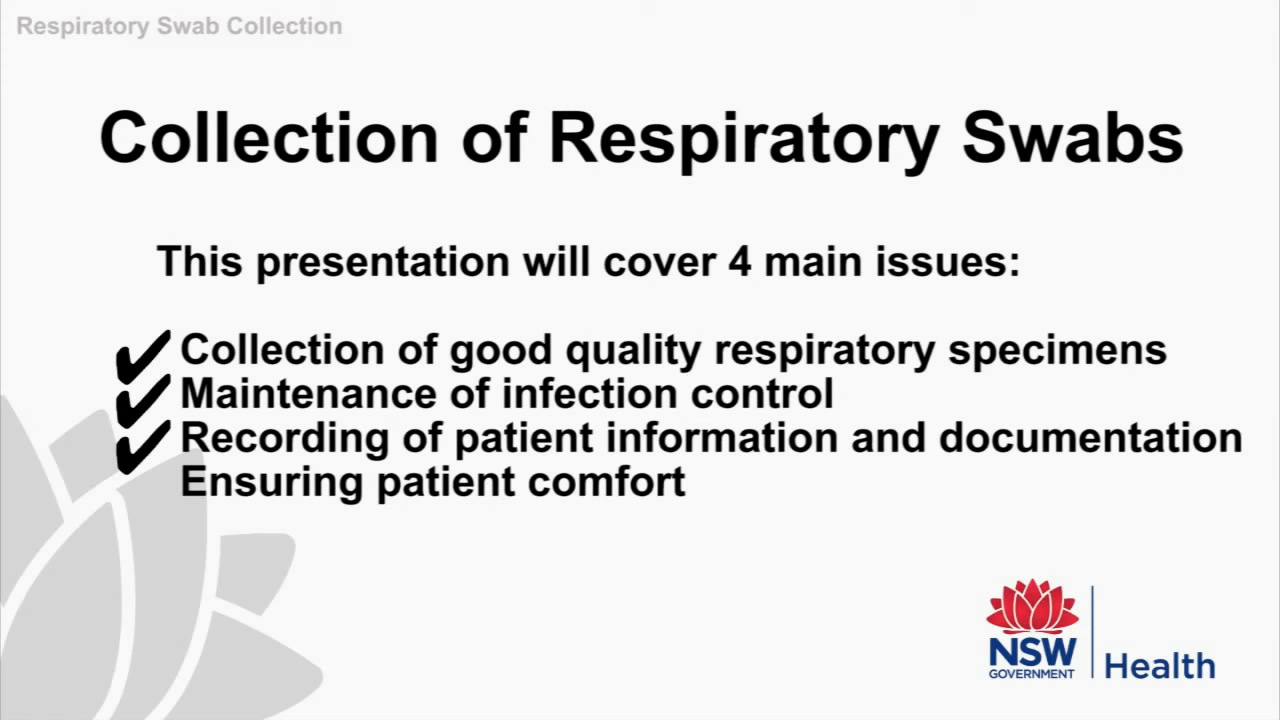 Respiratory Swab Collection
Collection of Respiratory Swabs
This presentation will cover 4 main issues:
✔Collection of good quality respiratory specimens
✔Maintenance of infection control
✔Recording of patient information and documentation
Ensuring patient comfort
NSW
GOVERNMENT
Health